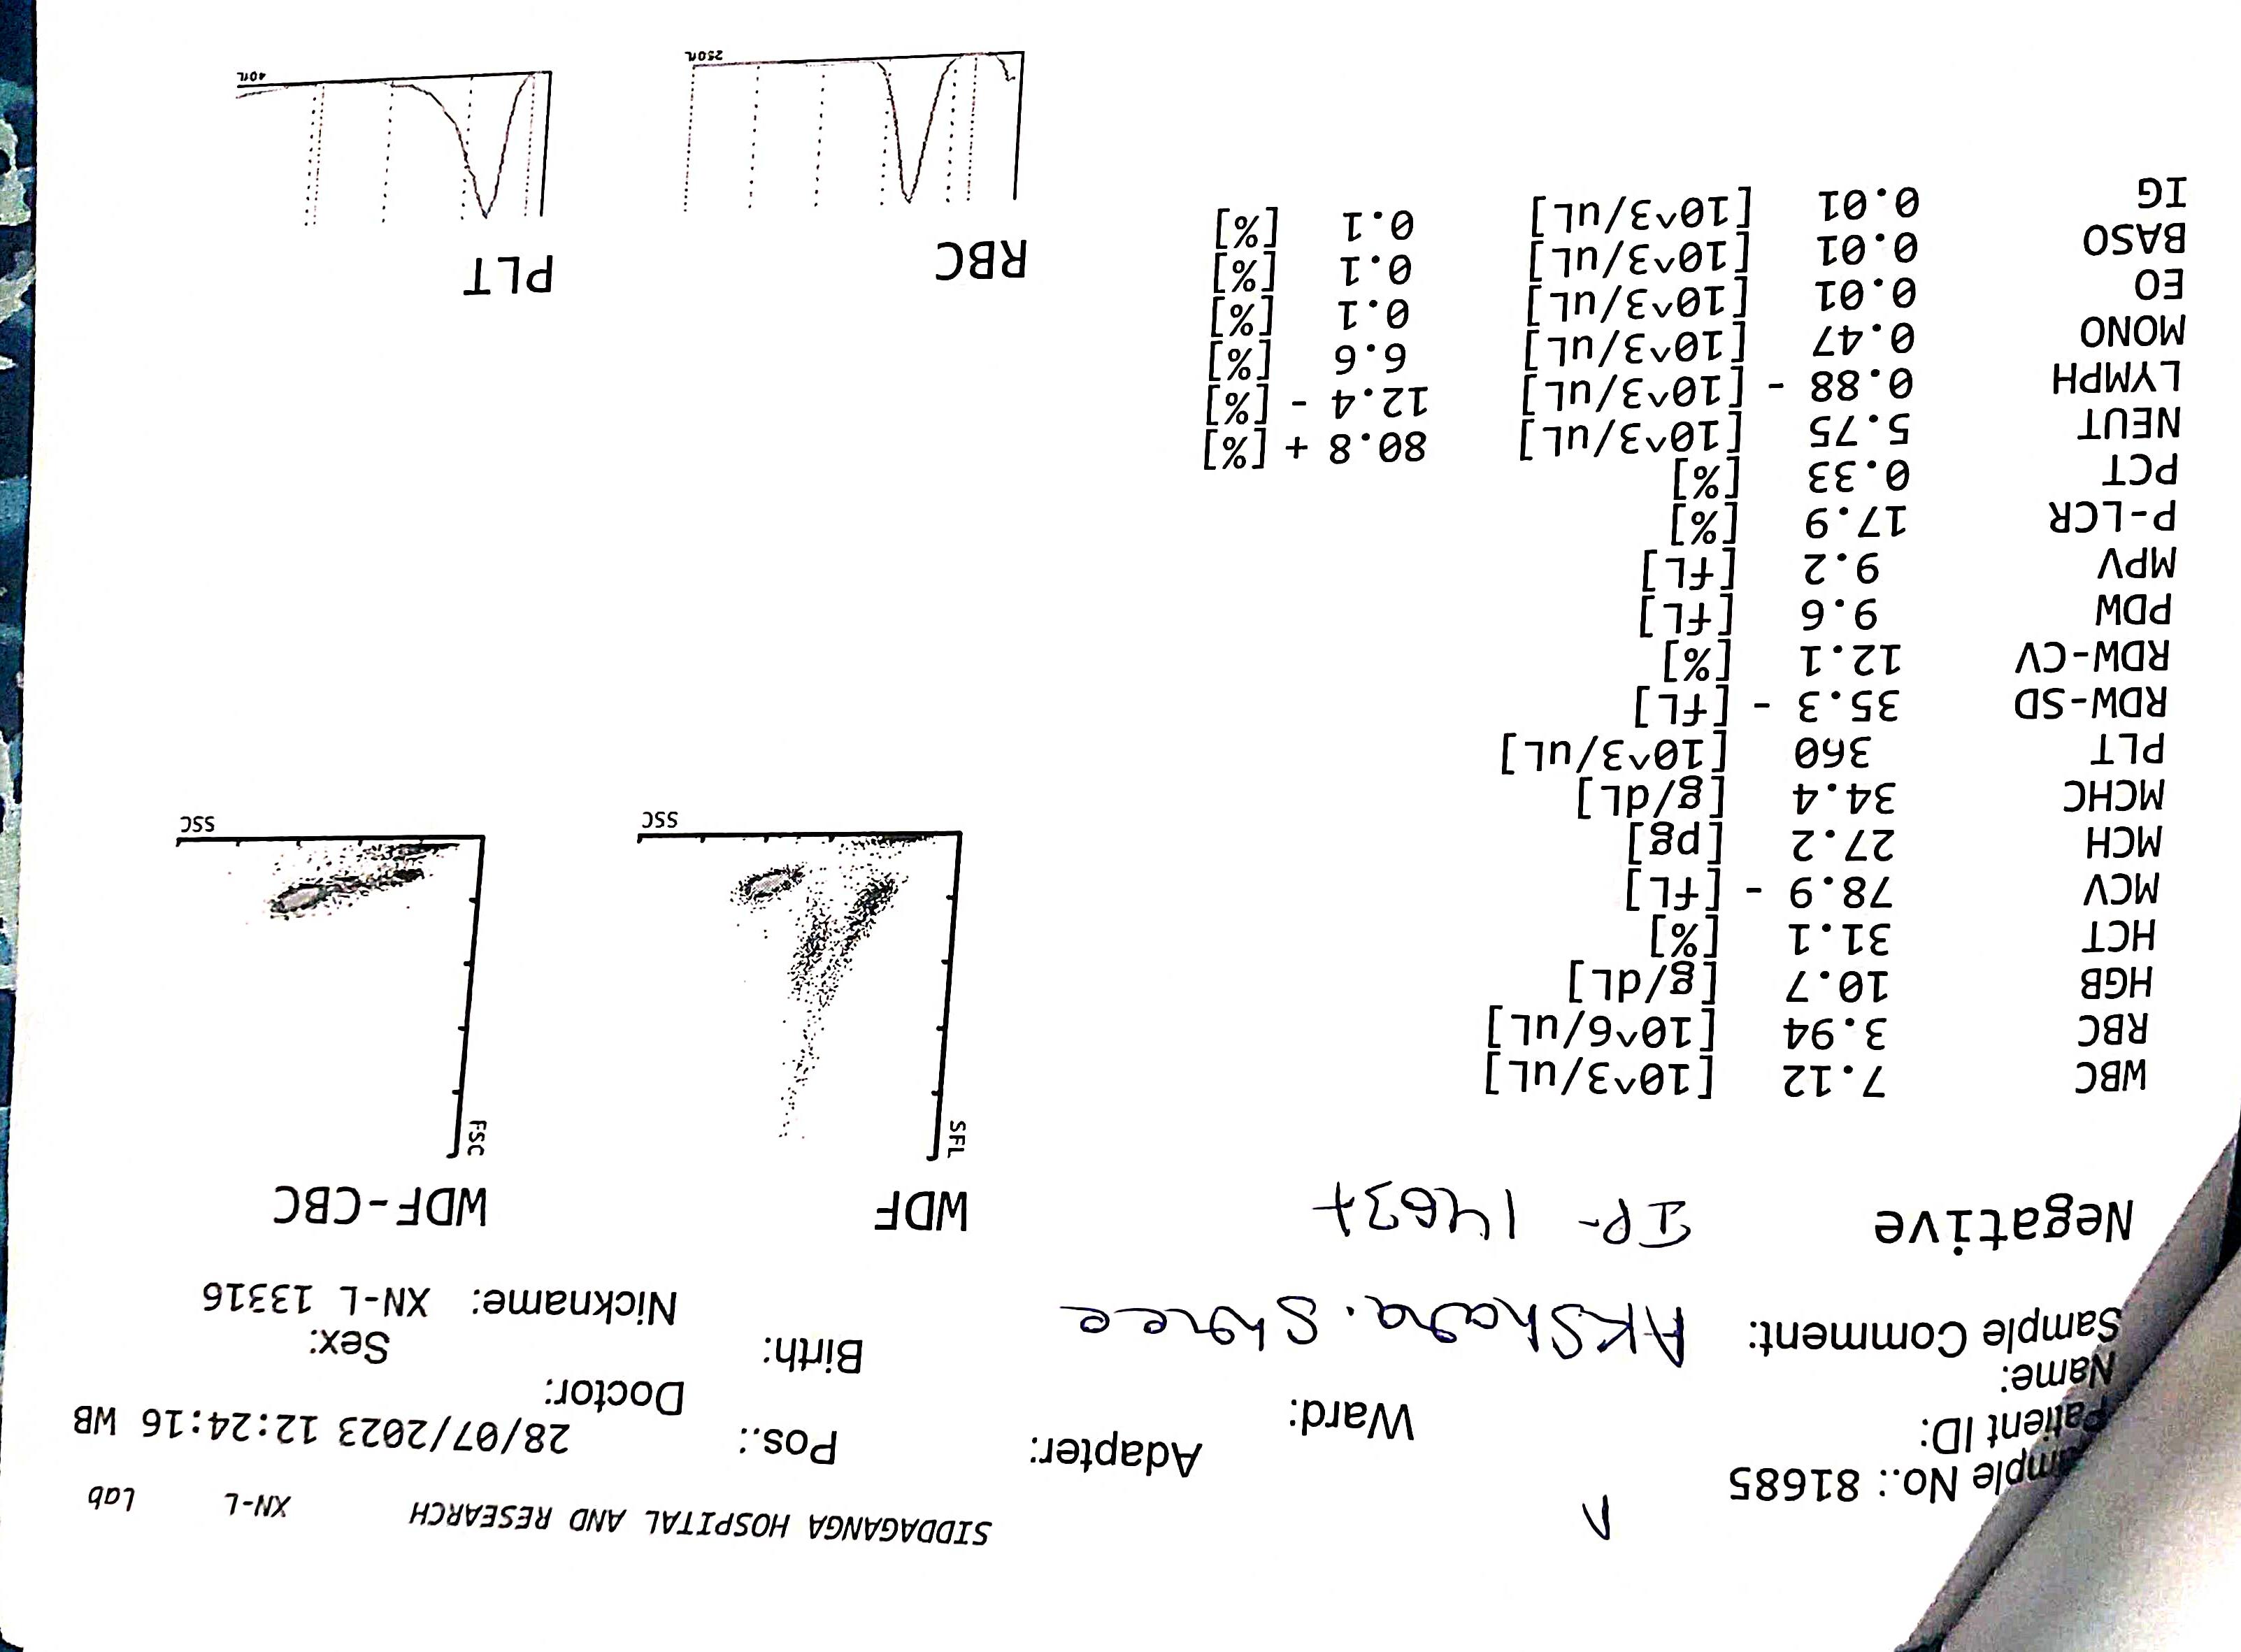 SIDDAGANGA HOSPITAL AND RESEARCH XN-L Lab
mple No.: 81685
Adapter: Pos.: 28/07/2023 12:24:16 WB
Patient ID:
Ward: Doctor:
Name:
Birth: Sex:
Sample Comment: AKShara. Shree
Nickname: XN-L 13316
Negative IP- 14637
WDF WDF-CBC
SFL FSC
SSC SSC
WBC 7.12 [10^3/uL]
RBC 3.94 [10^6/uL]
HGB 10.7 [g/dL]
HCT 31.1 [%]
MCV 78.9 - [fL]
MCH 27.2 [pg]
MCHC 34.4 [g/dL]
PLT 360 [10^3/uL]
RDW-SD 35.3 - [fL]
RDW-CV 12.1 [%]
PDW 9.6 [fL]
MPV 9.2 [fL]
P-LCR 17.9 [%]
PCT 0.33 [%]
NEUT 5.75 [10^3/uL] 80.8 + [%]
LYMPH 0.88 - [10^3/uL] 12.4 - [%]
MONO 0.47 [10^3/uL] 6.6 [%]
EO 0.01 [10^3/uL] 0.1 [%]
BASO 0.01 [10^3/uL] 0.1 [%]
IG 0.01 [10^3/uL] 0.1 [%]
RBC PLT
250fL 40fL